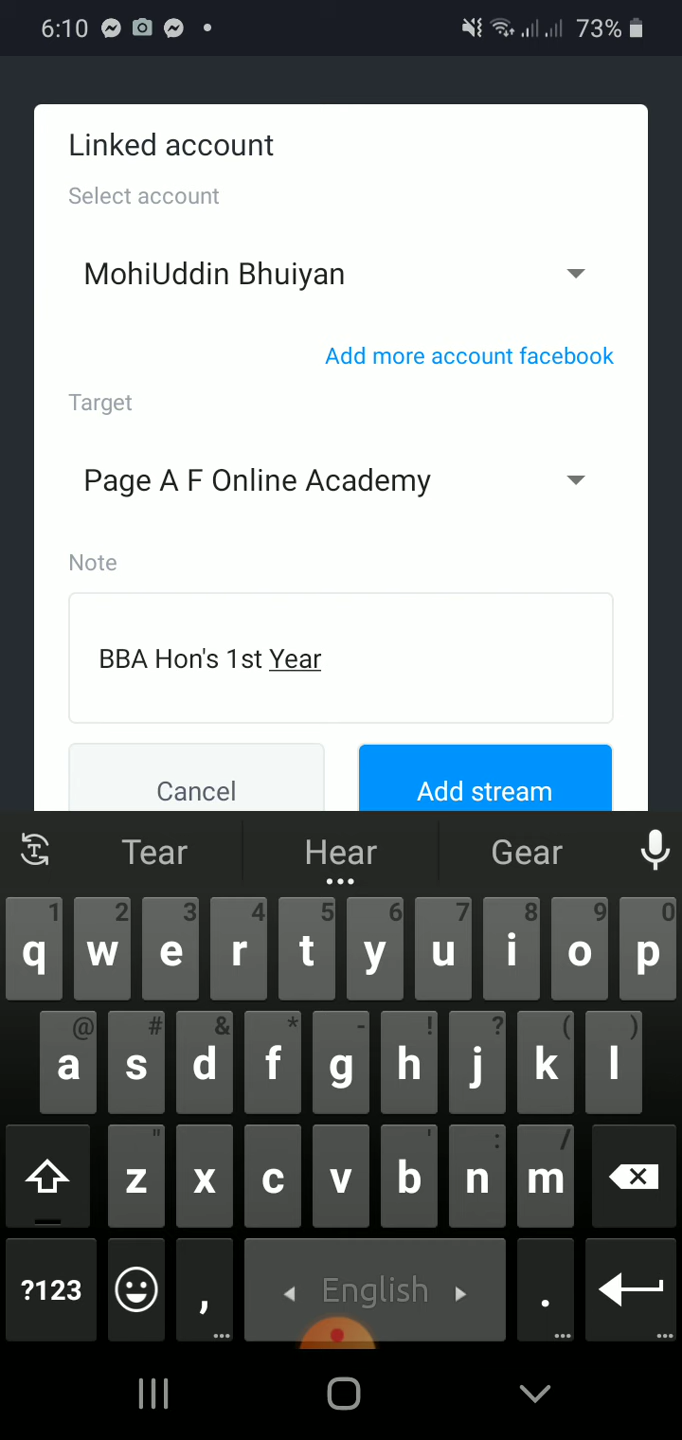 6:10 73%
Linked account
Select account
MohiUddin Bhuiyan
Add more account facebook
Target
Page A F Online Academy
Note
BBA Hon's 1st Year
Cancel Add stream
T Tear Hear Gear
1 2 3 4 5 6 7 8 9 0
q w e r t y u i o p
@ # & * - ! ? ( )
a s d f g h j k l
" ' : /
z x c v b n m
?123 , English .